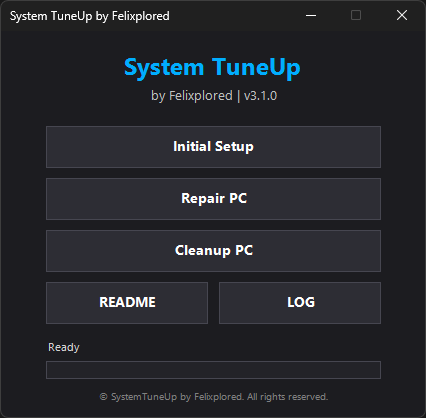 System TuneUp by Felixplored
System TuneUp
by Felixplored | v3.1.0
Initial Setup
Repair PC
Cleanup PC
README
LOG
Ready
© SystemTuneUp by Felixplored. All rights reserved.